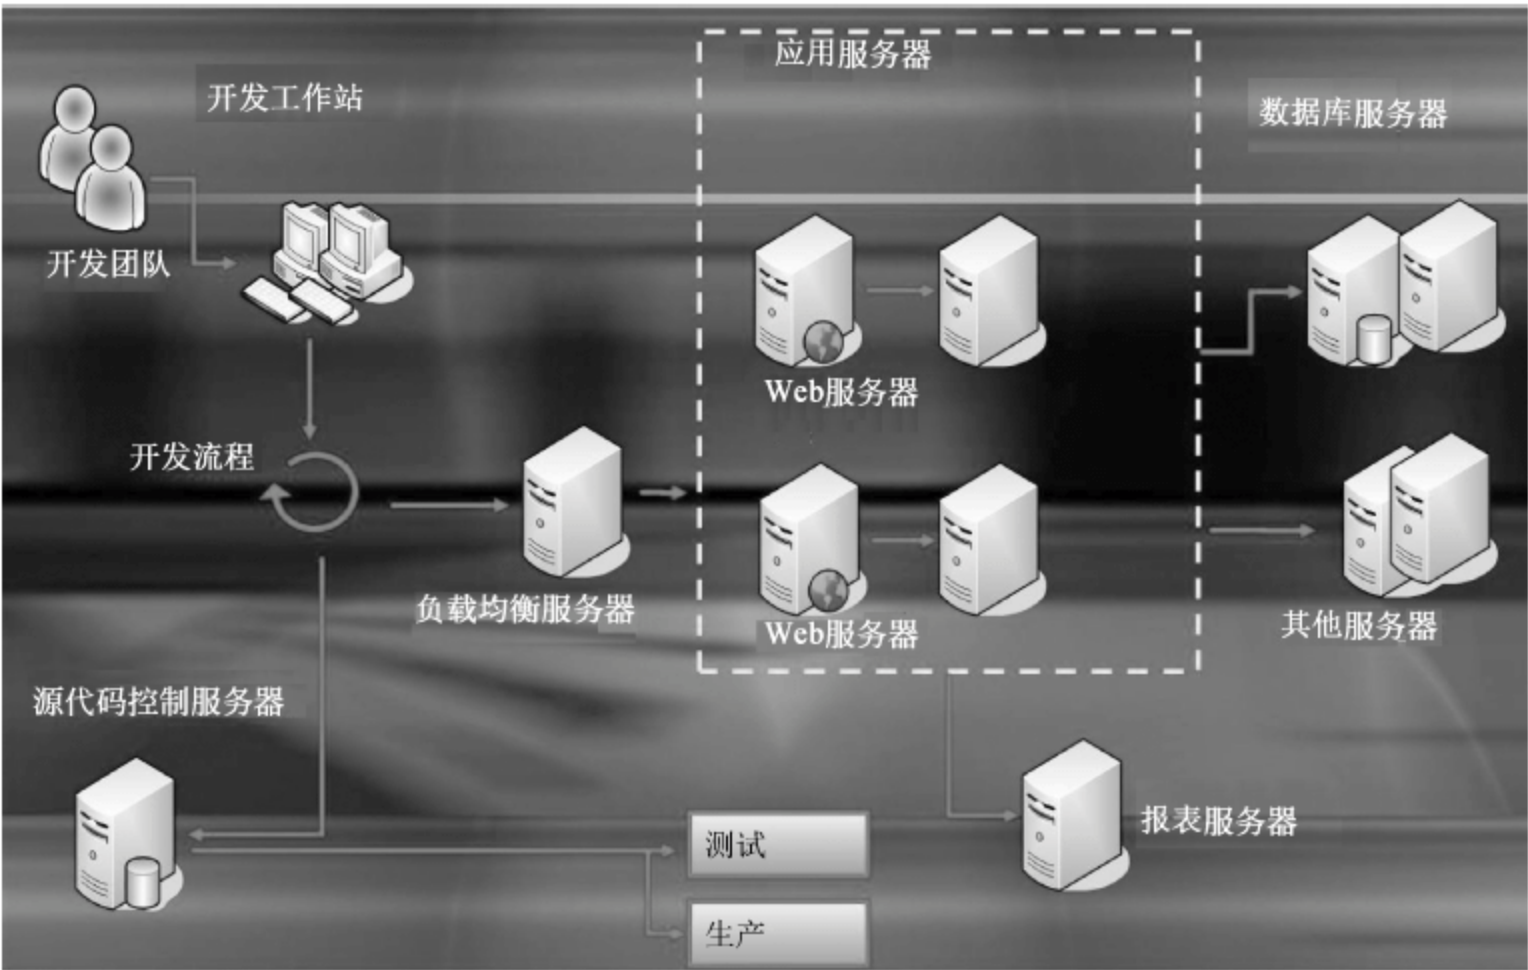 应用服务器
开发工作站
数据库服务器
开发团队
Web服务器
开发流程
负载均衡服务器
Web服务器
其他服务器
源代码控制服务器
报表服务器
测试
生产